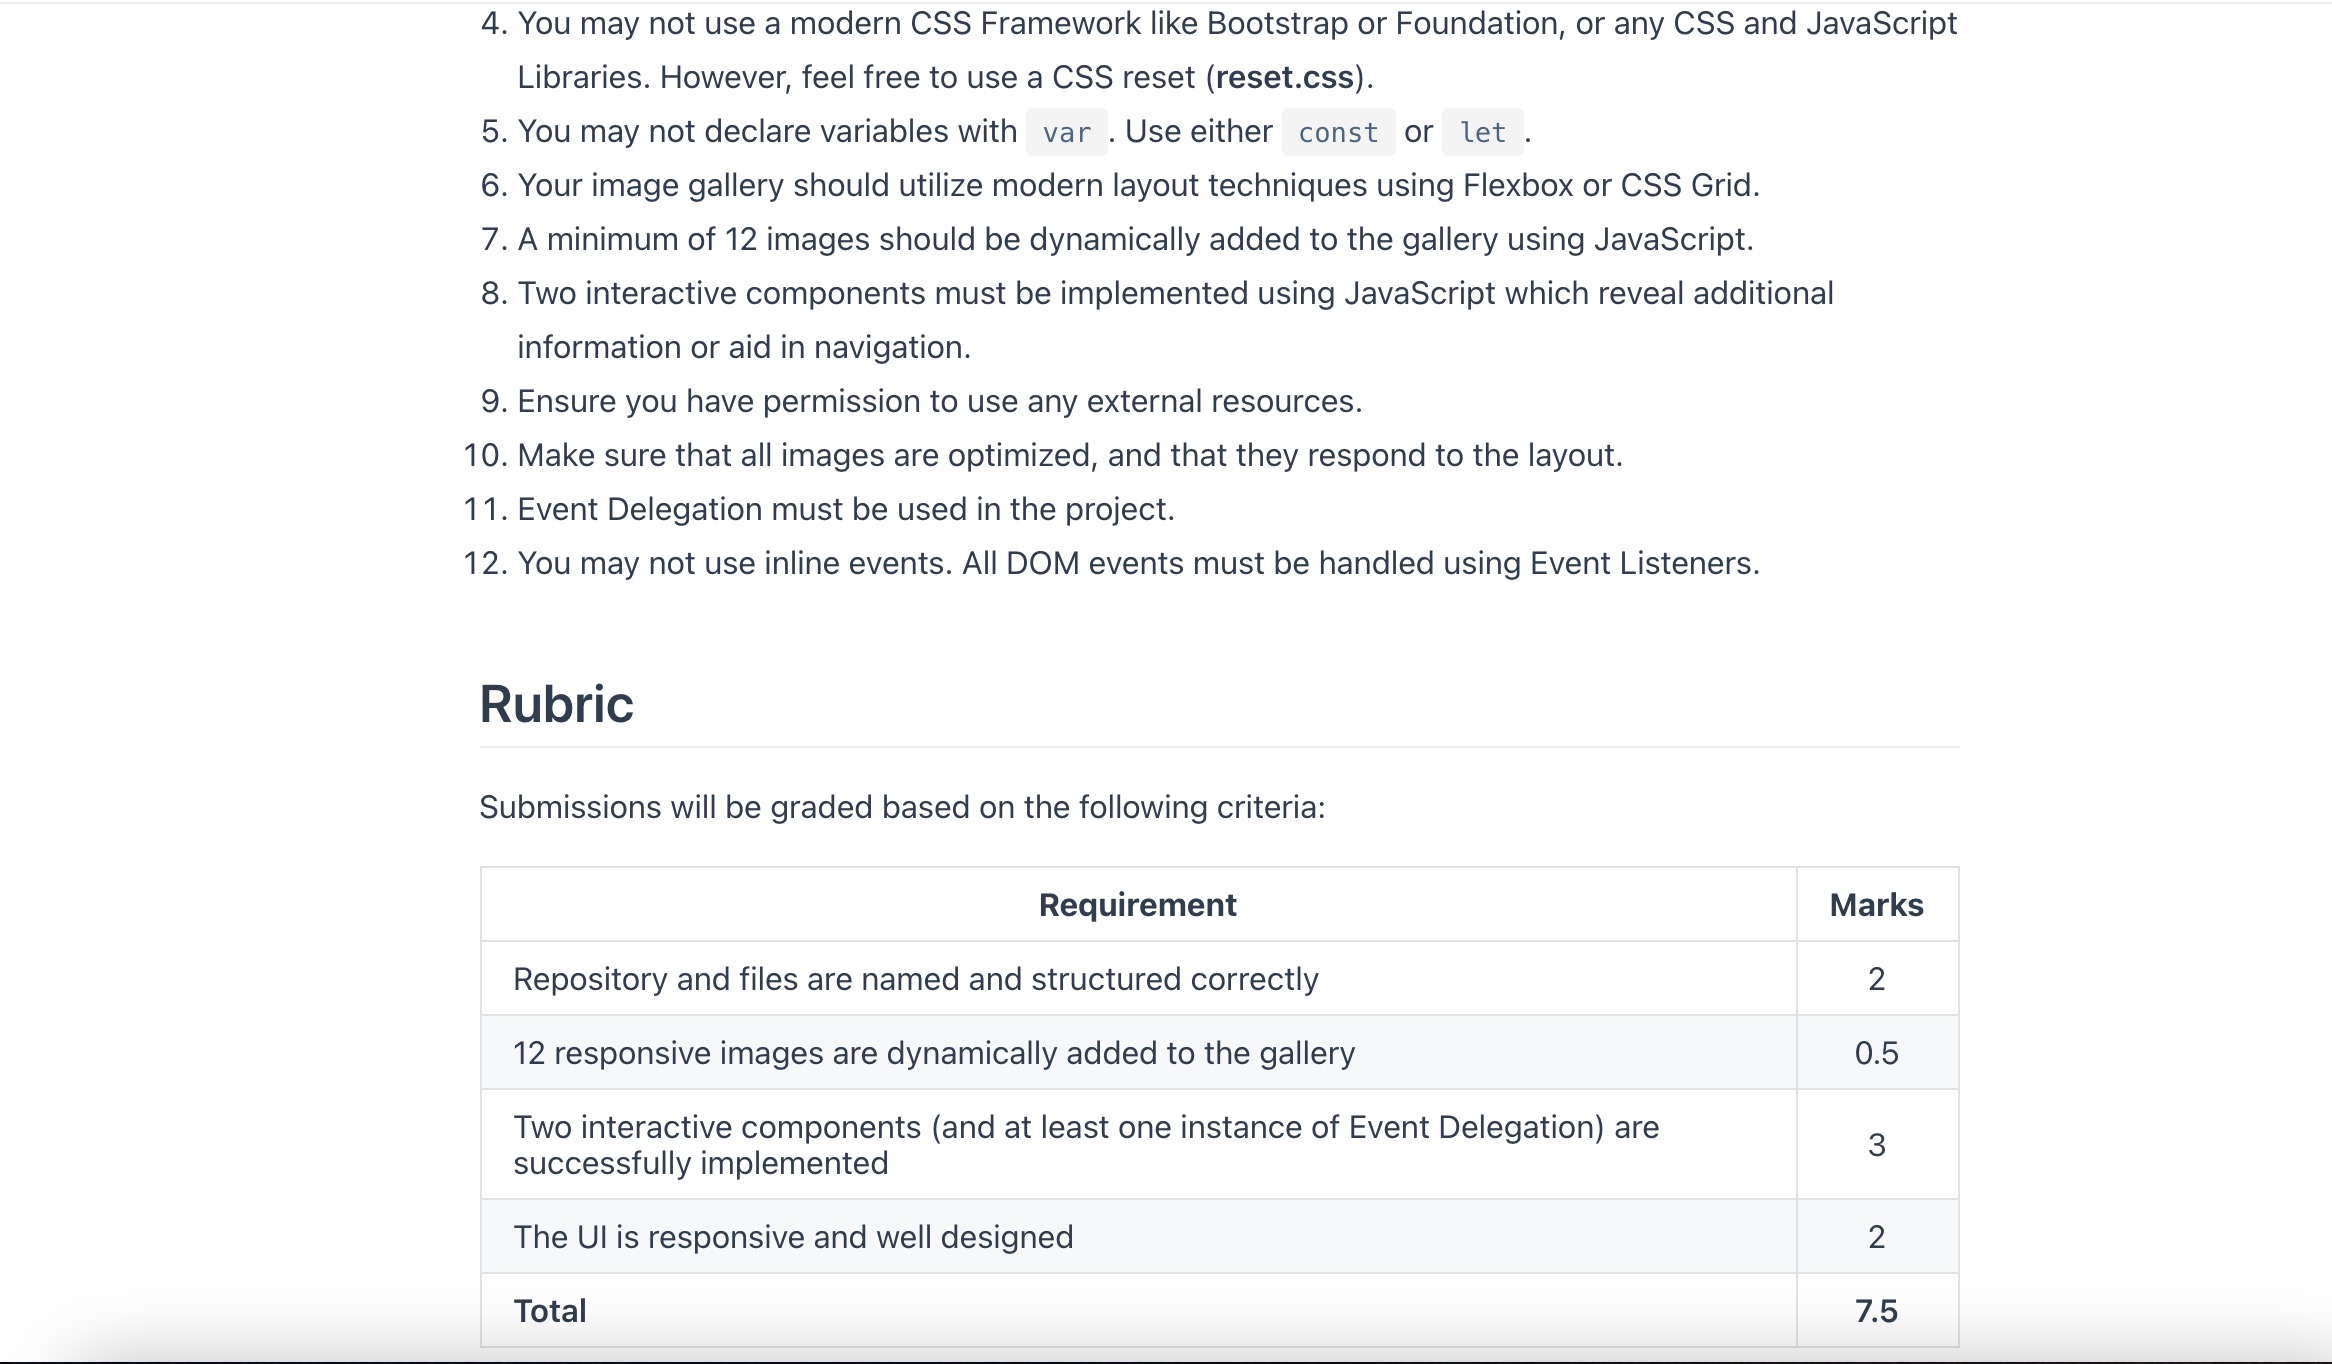 4. You may not use a modern CSS Framework like Bootstrap or Foundation, or any CSS and JavaScript
Libraries. However, feel free to use a CSS reset (reset.css).
5. You may not declare variables with var . Use either const or let .
6. Your image gallery should utilize modern layout techniques using Flexbox or CSS Grid.
7. A minimum of 12 images should be dynamically added to the gallery using JavaScript.
8. Two interactive components must be implemented using JavaScript which reveal additional
information or aid in navigation.
9. Ensure you have permission to use any external resources.
10. Make sure that all images are optimized, and that they respond to the layout.
11. Event Delegation must be used in the project.
12. You may not use inline events. All DOM events must be handled using Event Listeners.
Rubric
Submissions will be graded based on the following criteria:
Requirement Marks
Repository and files are named and structured correctly 2
12 responsive images are dynamically added to the gallery 0.5
Two interactive components (and at least one instance of Event Delegation) are
successfully implemented 3
The UI is responsive and well designed 2
Total 7.5